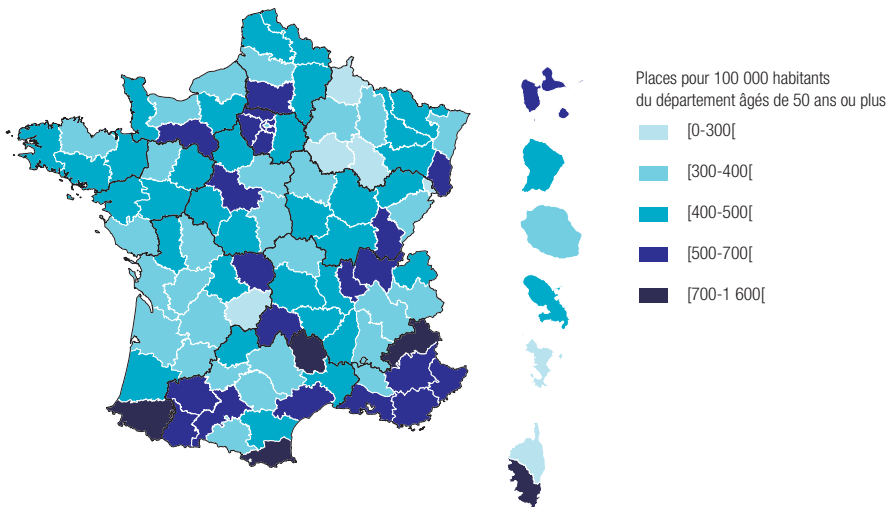 Places pour 100 000 habitants
du département âgés de 50 ans ou plus
[0-300[
[300-400[
[400-500[
[500-700[
[700-1 600[